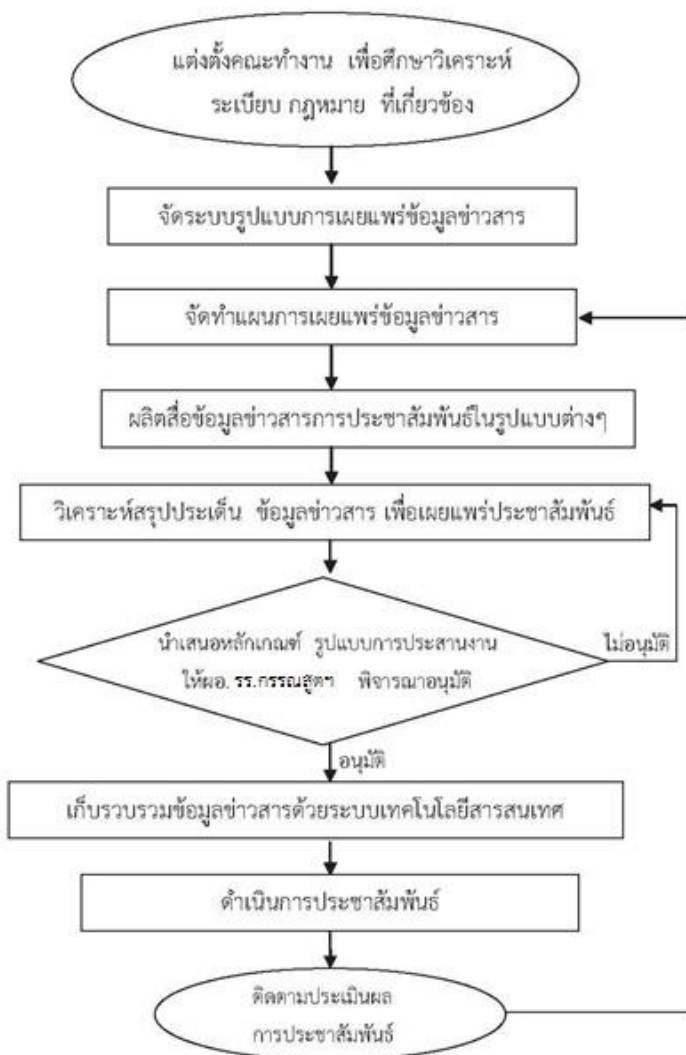 แต่งตั้งคณะทำงาน เพื่อศึกษาวิเคราะห์
ระเบียบ กฎหมาย ที่เกี่ยวข้อง
จัดระบบรูปแบบการเผยแพร่ข้อมูลข่าวสาร
จัดทำแผนการเผยแพร่ข้อมูลข่าวสาร
ผลิตสื่อข้อมูลข่าวสารการประชาสัมพันธ์ในรูปแบบต่างๆ
วิเคราะห์สรุปประเด็น ข้อมูลข่าวสาร เพื่อเผยแพร่ประชาสัมพันธ์
นำเสนอหลักเกณฑ์ รูปแบบการประสานงาน
ให้ผอ. รร.กรรณสูตฯ พิจารณาอนุมัติ
ไม่อนุมัติ
อนุมัติ
เก็บรวบรวมข้อมูลข่าวสารด้วยระบบเทคโนโลยีสารสนเทศ
ดำเนินการประชาสัมพันธ์
ติดตามประเมินผล
การประชาสัมพันธ์